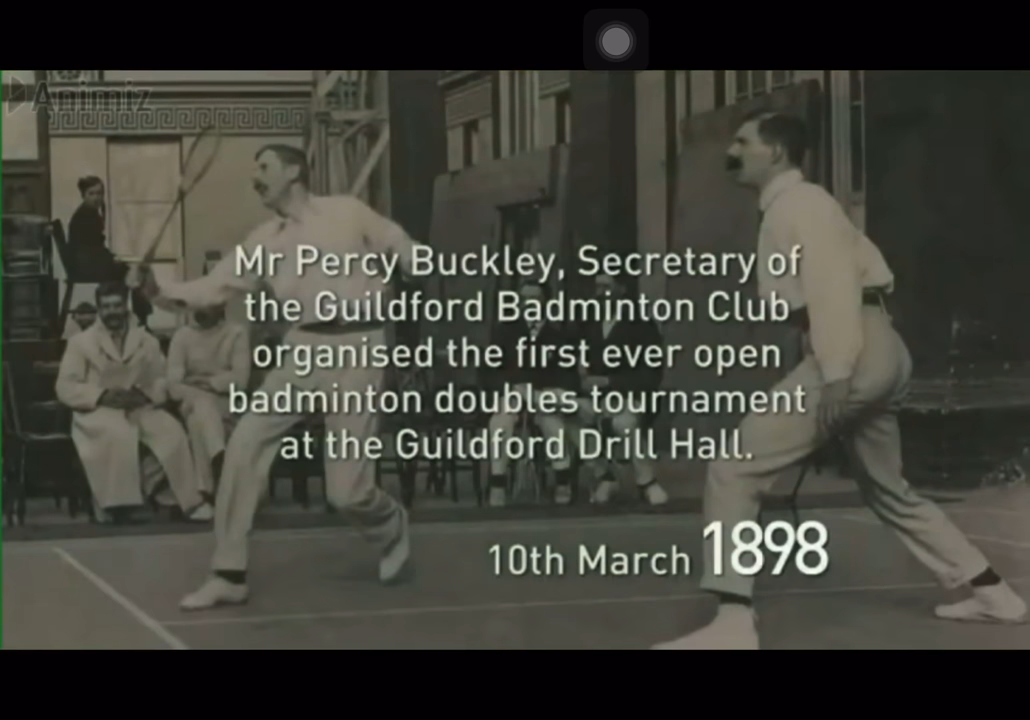 Animiz
Mr Percy Buckley, Secretary of
the Guildford Badminton Club
organised the first ever open
badminton doubles tournament
at the Guildford Drill Hall.
10th March 1898